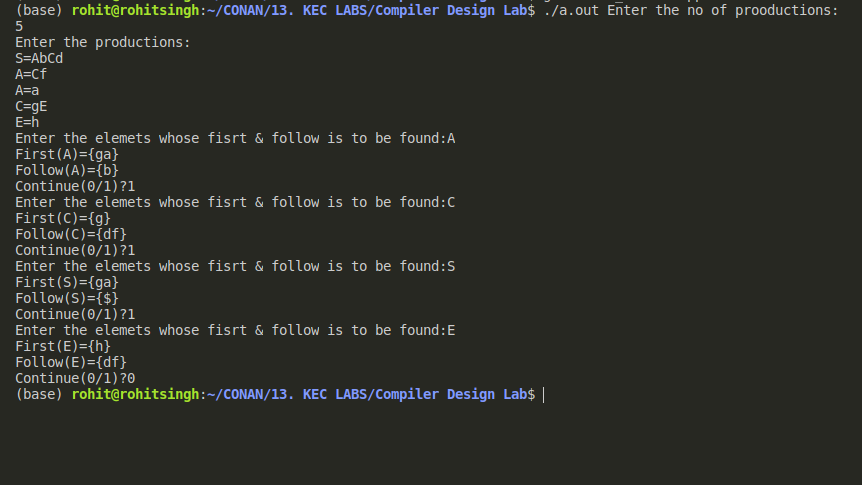 (base) rohit@rohitsingh:~/CONAN/13. KEC LABS/Compiler Design Lab$ ./a.out Enter the no of prooductions:
5
Enter the productions:
S=AbCd
A=Cf
A=a
C=gE
E=h
Enter the elemets whose fisrt & follow is to be found:A
First(A)={ga}
Follow(A)={b}
Continue(0/1)?1
Enter the elemets whose fisrt & follow is to be found:C
First(C)={g}
Follow(C)={df}
Continue(0/1)?1
Enter the elemets whose fisrt & follow is to be found:S
First(S)={ga}
Follow(S)={$}
Continue(0/1)?1
Enter the elemets whose fisrt & follow is to be found:E
First(E)={h}
Follow(E)={df}
Continue(0/1)?0
(base) rohit@rohitsingh:~/CONAN/13. KEC LABS/Compiler Design Lab$